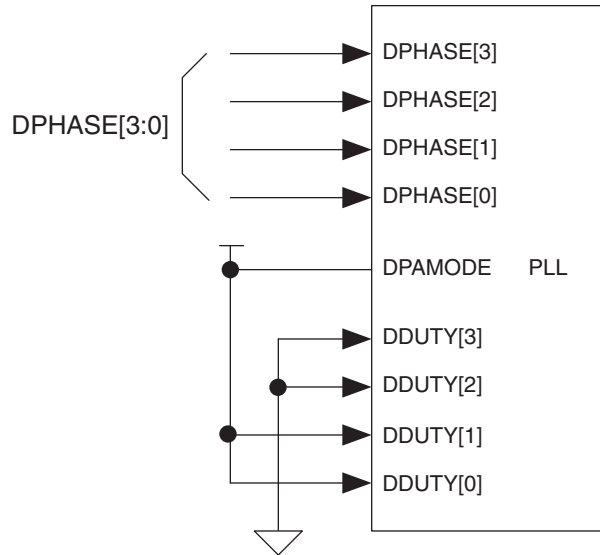 DPHASE[3]
DPHASE[2]
DPHASE[3:0]
DPHASE[1]
DPHASE[0]
DPAMODE PLL
DDUTY[3]
DDUTY[2]
DDUTY[1]
DDUTY[0]